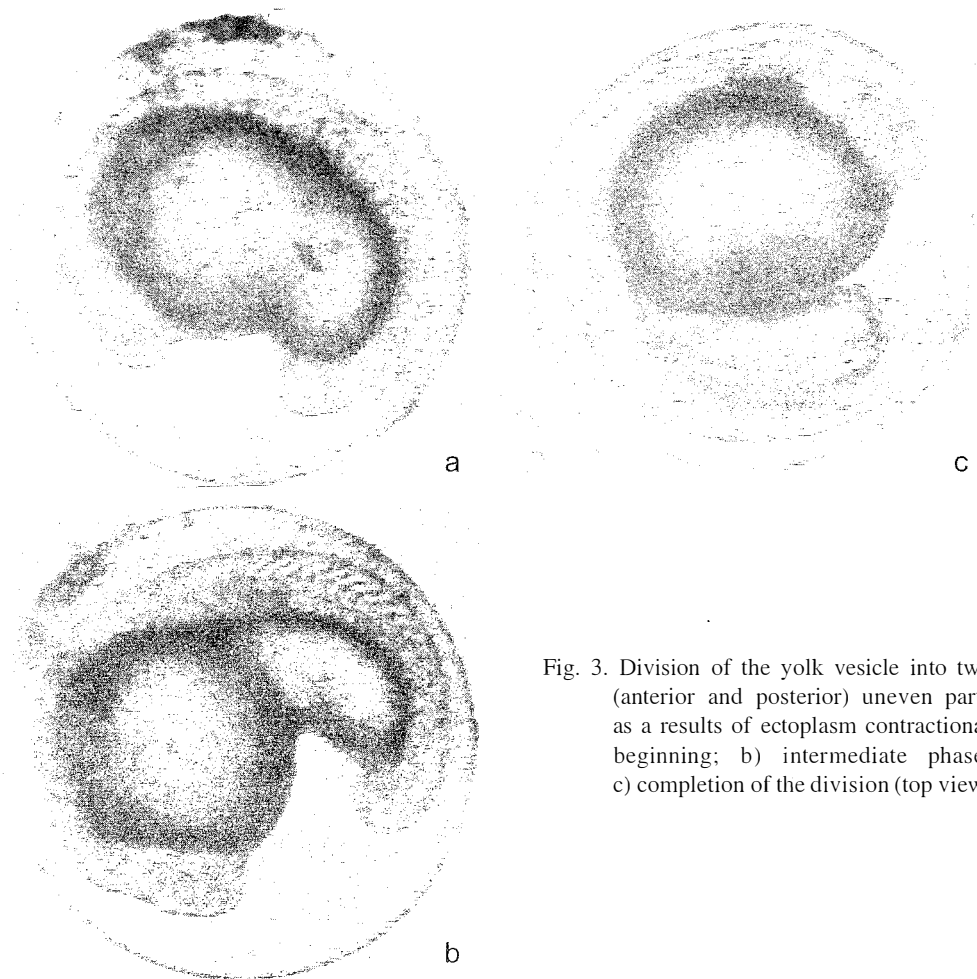 a
c
b
Fig. 3. Division of the yolk vesicle into tw
(anterior and posterior) uneven par
as a results of ectoplasm contractiona
beginning; b) intermediate phase
c) completion of the division (top view